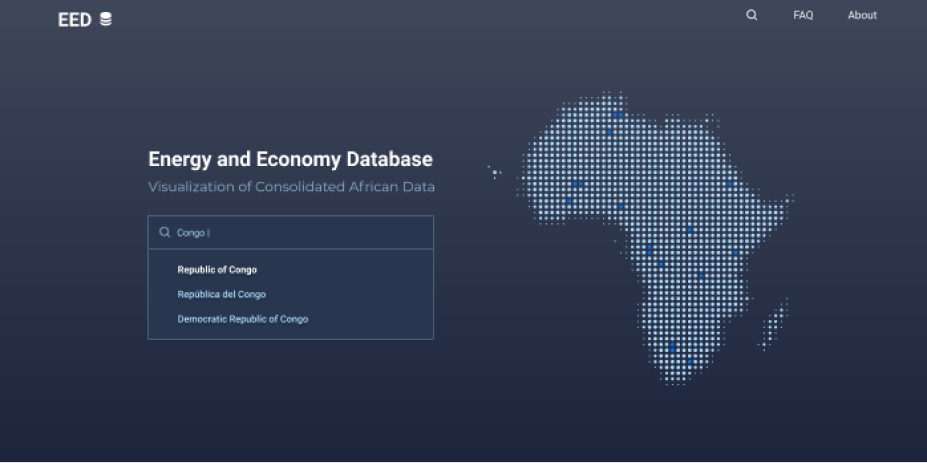 EED
FAQ
About
Energy and Economy Database
Visualization of Consolidated African Data
Congo
Republic of Congo
República del Congo
Democratic Republic of Congo